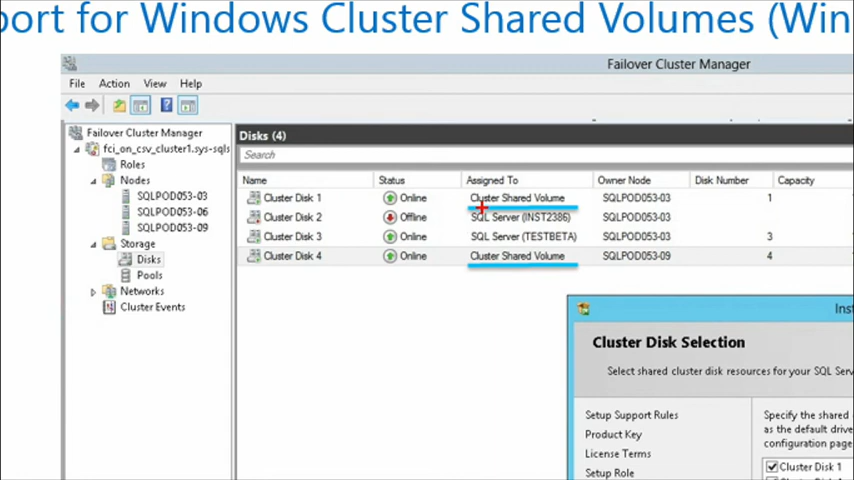 port for Windows Cluster Shared Volumes (Win
Failover Cluster Manager
File Action View Help
Failover Cluster Manager
fci_on_csv_cluster1.sys-sqls
Roles
Nodes
SQLPOD053-03
SQLPOD053-06
SQLPOD053-09
Storage
Disks
Pools
Networks
Cluster Events
Disks (4)
Search
Name Status Assigned To Owner Node Disk Number Capacity
Cluster Disk 1 Online Cluster Shared Volume SQLPOD053-03 1
Cluster Disk 2 Offline SQL Server (INST2386) SQLPOD053-03
Cluster Disk 3 Online SQL Server (TESTBETA) SQLPOD053-03 3
Cluster Disk 4 Online Cluster Shared Volume SQLPOD053-09 4
Inst
Cluster Disk Selection
Select shared cluster disk resources for your SQL Serv
Setup Support Rules
Product Key
License Terms
Setup Role
Specify the shared
as the default drive
configuration page
Cluster Disk 1